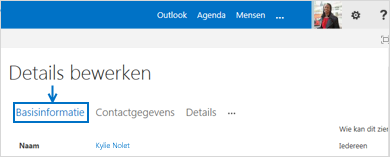 Outlook Agenda Mensen ...
?
Details bewerken
Basisinformatie Contactgegevens Details ...
Wie kan dit zien
Naam Kylie Nolet Iedereen